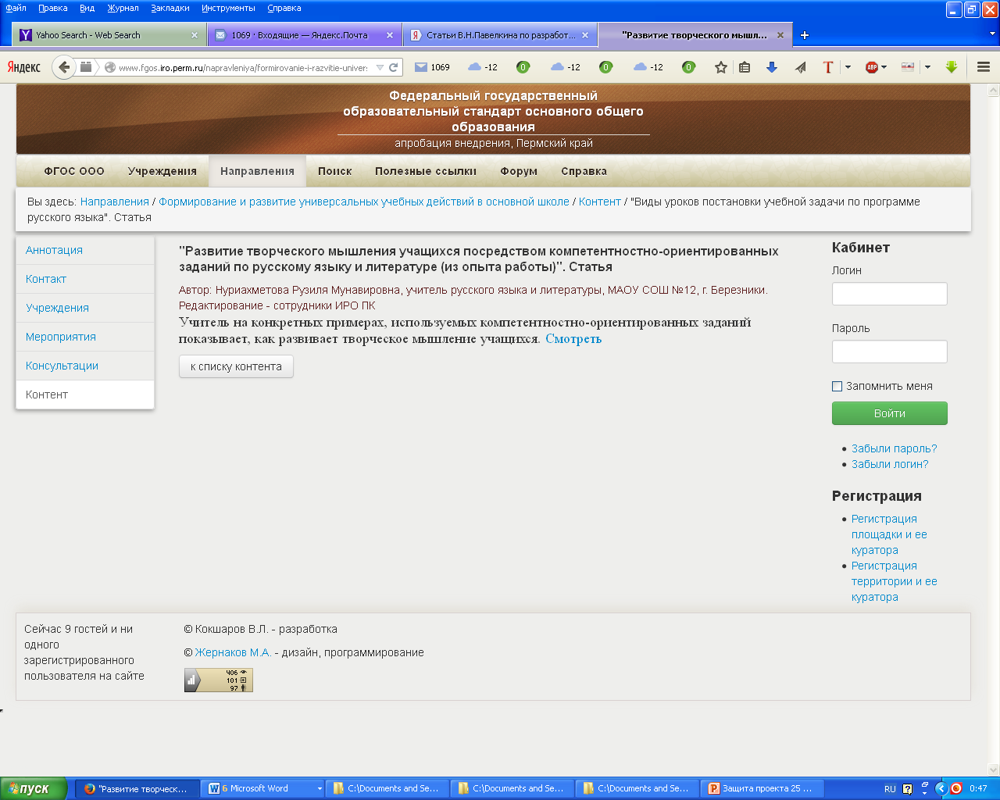 Файл Правка Вид Журнал Закладки Инструменты Справка
Yahoo Search - Web Search
1069 · Входящие — Яндекс.Почта
Статьи В.Н.Павелкина по разработ...
"Развитие творческого мышл...
Яндекс
www.fgos.iro.perm.ru/napravleniya/formirovanie-i-razvitie-univer:
1069 -12 0 -12 0 -12 0
T
ABP
Федеральный государственный
образовательный стандарт основного общего
образования
апробация внедрения, Пермский край
ФГОС ООО Учреждения Направления Поиск Полезные ссылки Форум Справка
Вы здесь: Направления / Формирование и развитие универсальных учебных действий в основной школе / Контент / "Виды уроков постановки учебной задачи по программе
русского языка". Статья
Аннотация
Контакт
Учреждения
Мероприятия
Консультации
Контент
"Развитие творческого мышления учащихся посредством компетентностно-ориентированных
заданий по русскому языку и литературе (из опыта работы)". Статья
Автор: Нуриахметова Рузиля Мунавировна, учитель русского языка и литературы, МАОУ СОШ №12, г. Березники.
Редактирование - сотрудники ИРО ПК
Учитель на конкретных примерах, используемых компетентностно-ориентированных заданий
показывает, как развивает творческое мышление учащихся. Смотреть
к списку контента
Кабинет
Логин
Пароль
Запомнить меня
Войти
Забыли пароль?
Забыли логин?
Регистрация
Регистрация
площадки и ее
куратора
Регистрация
территории и ее
куратора
Сейчас 9 гостей и ни
одного
зарегистрированного
пользователя на сайте
© Кокшаров В.Л. - разработка
© Жернаков М.А. - дизайн, программирование
406
101
97
пуск
"Развитие творческ...
6 Microsoft Word
C:\Documents and Se...
C:\Documents and Se...
C:\Documents and Se...
Защита проекта 25 ...
RU
0:47